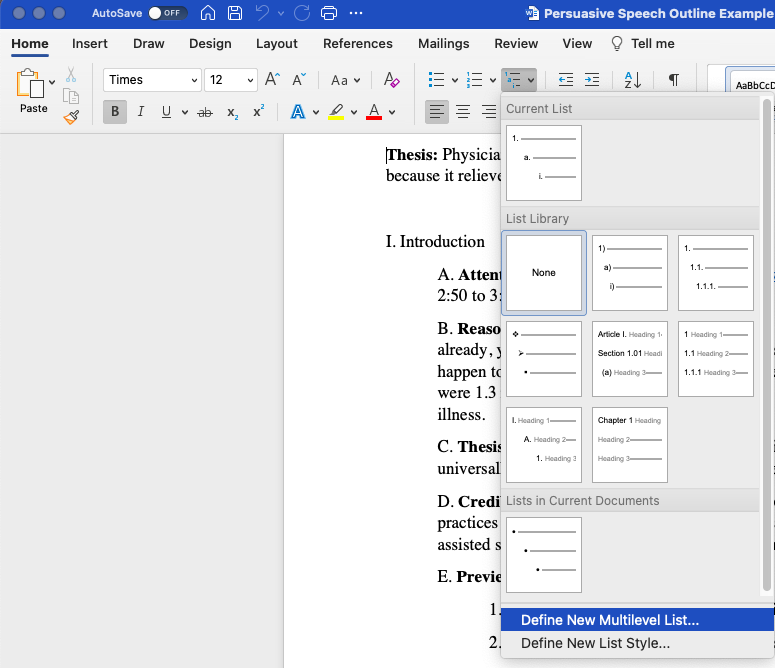 AutoSave OFF
Persuasive Speech Outline Example
Home Insert Draw Design Layout References Mailings Review View Tell me
Paste
Times 12 A A Aa A
B I U ab x2 x2 A A
AaBbCcD
Current List
1.
a.
i.
List Library
None
1)
a)
i)
1.
1.1.
1.1.1.
Article I. Heading 1
Section 1.01 Headi
(a) Heading 3
1 Heading 1
1.1 Heading 2
1.1.1 Heading 3
I. Heading 1
A. Heading 2
1. Heading 3
Chapter 1 Heading
Heading 2
Heading 3
Lists in Current Documents
Define New Multilevel List...
Define New List Style...
Thesis: Physicia
because it relieve
I. Introduction
A. Attent
2:50 to 3:
B. Reaso
already, y
happen to
were 1.3
illness.
C. Thesis
universal
D. Credi
practices
assisted s
E. Previe
1.
2.